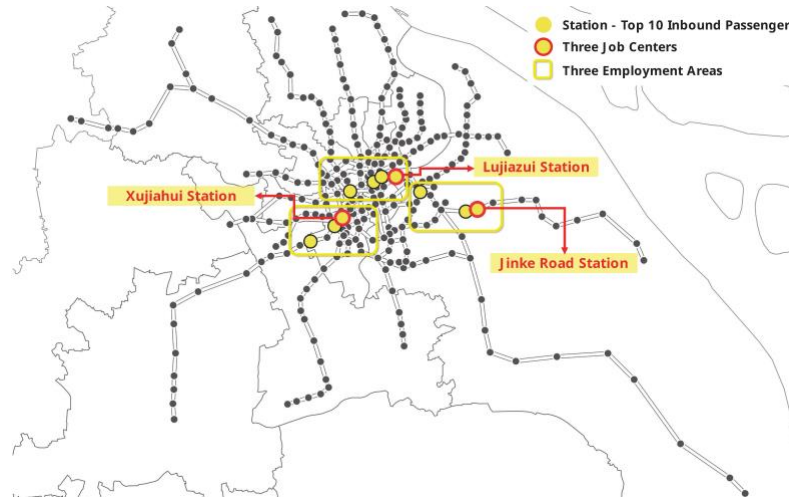 Station - Top 10 Inbound Passenger
Three Job Centers
Three Employment Areas
Lujiazui Station
Xujiahui Station
Jinke Road Station